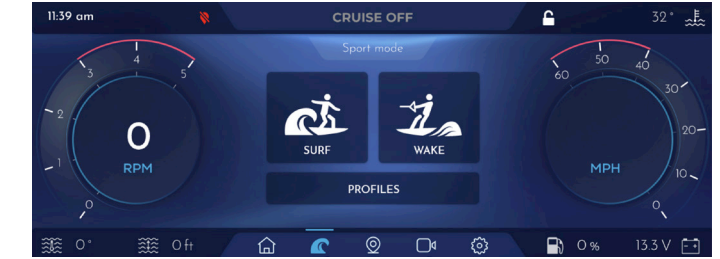 11:39 am
CRUISE OFF
32°
Sport mode
3
4
5
2
1
0
0
RPM
SURF
WAKE
PROFILES
60
50
40
30
20
10
0
MPH
0°
0 ft
0 %
13.3 V